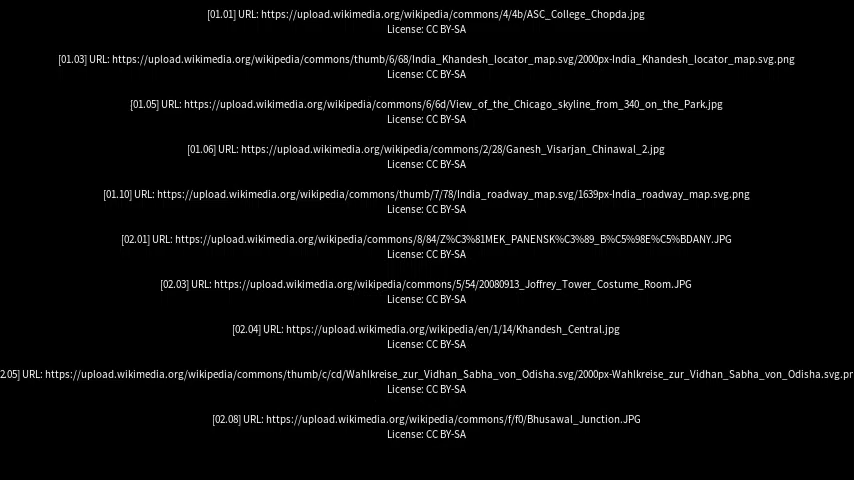 [01.01] URL: https://upload.wikimedia.org/wikipedia/commons/4/4b/ASC_College_Chopda.jpg
License: CC BY-SA
[01.03] URL: https://upload.wikimedia.org/wikipedia/commons/thumb/6/68/India_Khandesh_locator_map.svg/2000px-India_Khandesh_locator_map.svg.png
License: CC BY-SA
[01.05] URL: https://upload.wikimedia.org/wikipedia/commons/6/6d/View_of_the_Chicago_skyline_from_340_on_the_Park.jpg
License: CC BY-SA
[01.06] URL: https://upload.wikimedia.org/wikipedia/commons/2/28/Ganesh_Visarjan_Chinawal_2.jpg
License: CC BY-SA
[01.10] URL: https://upload.wikimedia.org/wikipedia/commons/thumb/7/78/India_roadway_map.svg/1639px-India_roadway_map.svg.png
License: CC BY-SA
[02.01] URL: https://upload.wikimedia.org/wikipedia/commons/8/84/Z%C3%81MEK_PANENSK%C3%89_B%C5%98E%C5%BDANY.JPG
License: CC BY-SA
[02.03] URL: https://upload.wikimedia.org/wikipedia/commons/5/54/20080913_Joffrey_Tower_Costume_Room.JPG
License: CC BY-SA
[02.04] URL: https://upload.wikimedia.org/wikipedia/en/1/14/Khandesh_Central.jpg
License: CC BY-SA
2.05] URL: https://upload.wikimedia.org/wikipedia/commons/thumb/c/cd/Wahlkreise_zur_Vidhan_Sabha_von_Odisha.svg/2000px-Wahlkreise_zur_Vidhan_Sabha_von_Odisha.svg.pr
License: CC BY-SA
[02.08] URL: https://upload.wikimedia.org/wikipedia/commons/f/f0/Bhusawal_Junction.JPG
License: CC BY-SA